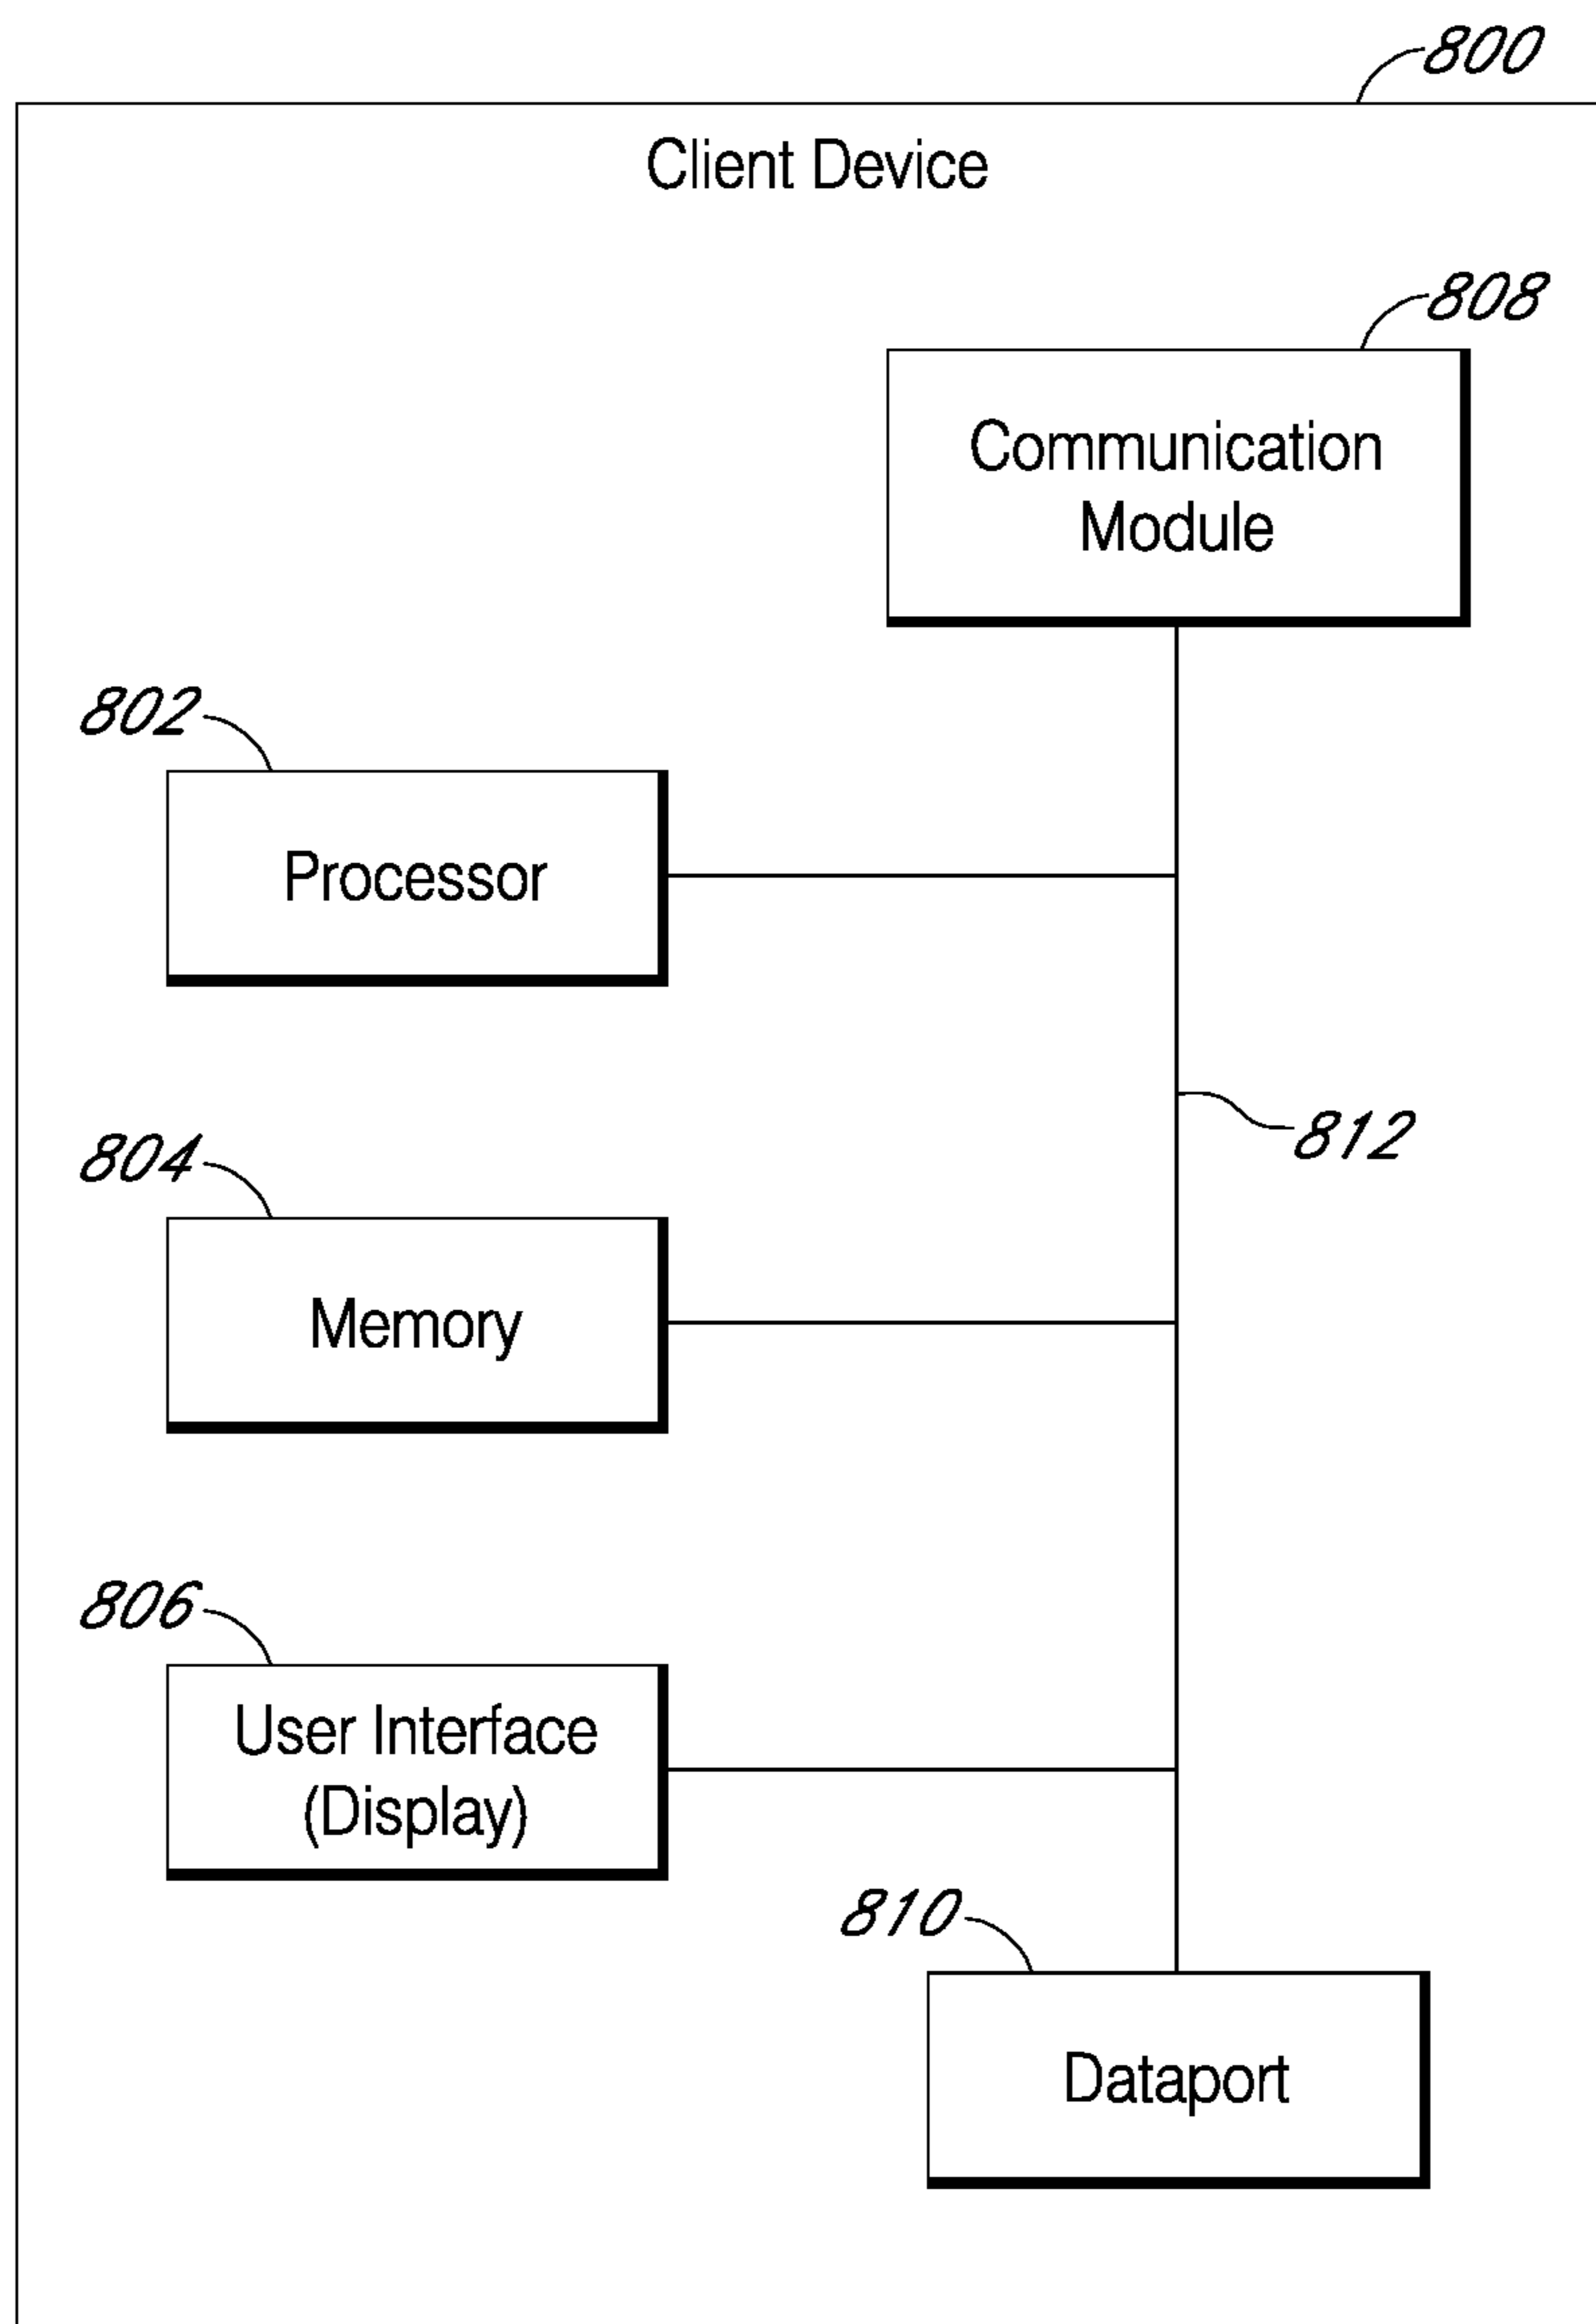 800
Client Device
808
Communication
Module
802
Processor
812
804
Memory
806
User Interface
(Display)
810
Dataport